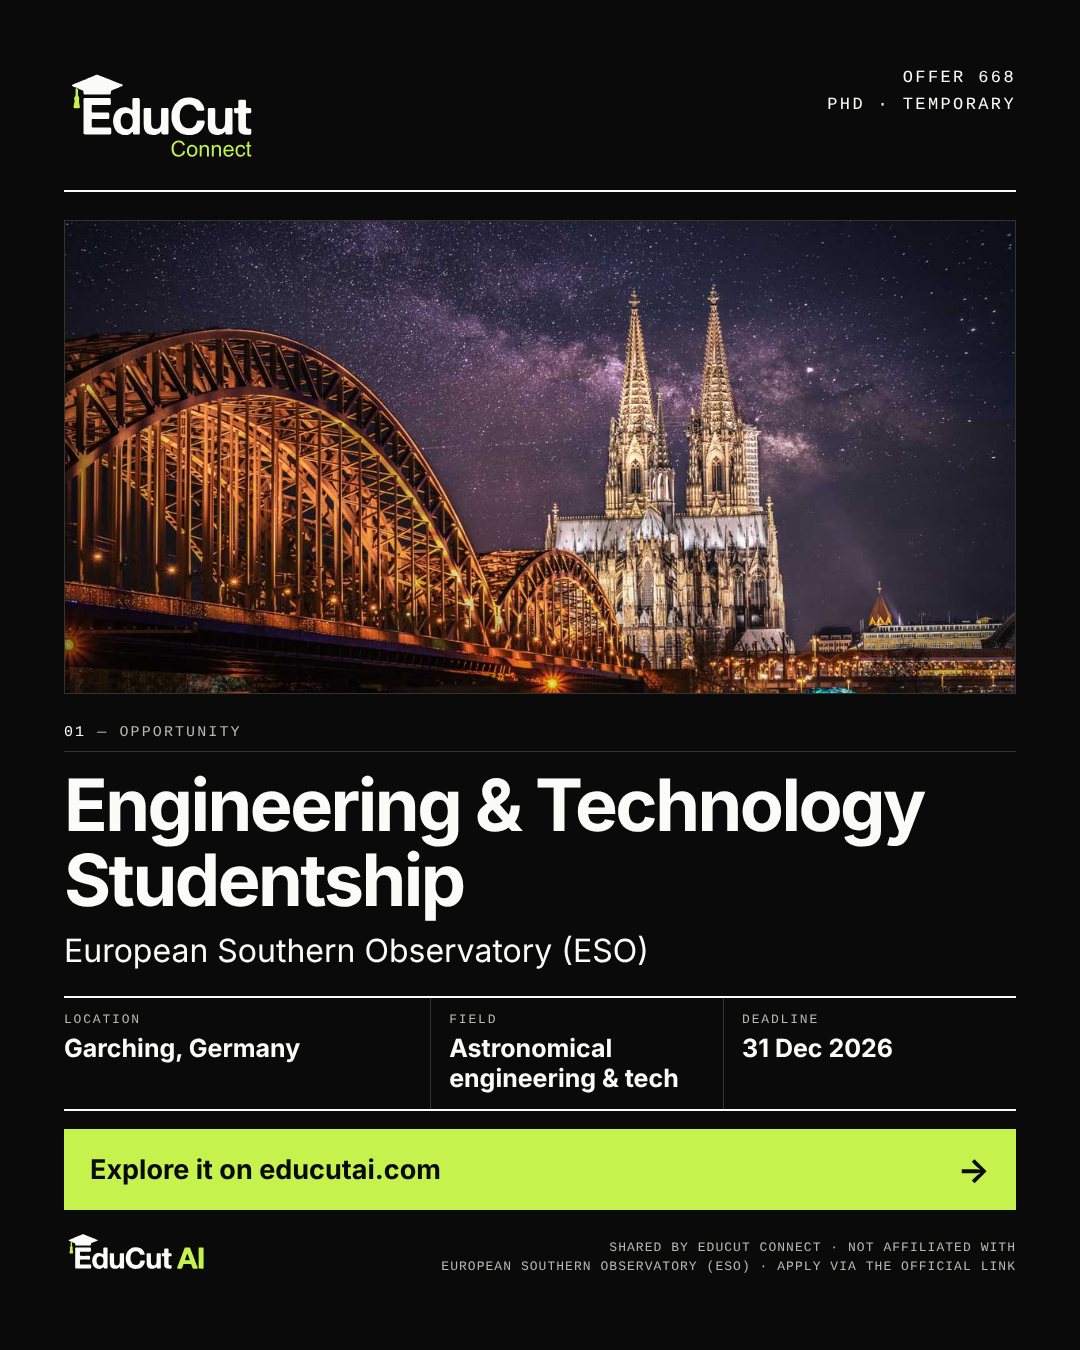 EduCut
Connect
OFFER 668
PHD · TEMPORARY
01 — OPPORTUNITY
Engineering & Technology
Studentship
European Southern Observatory (ESO)
LOCATION
Garching, Germany
FIELD
Astronomical
engineering & tech
DEADLINE
31 Dec 2026
Explore it on educutai.com →
EduCut AI
SHARED BY EDUCUT CONNECT · NOT AFFILIATED WITH
EUROPEAN SOUTHERN OBSERVATORY (ESO) · APPLY VIA THE OFFICIAL LINK